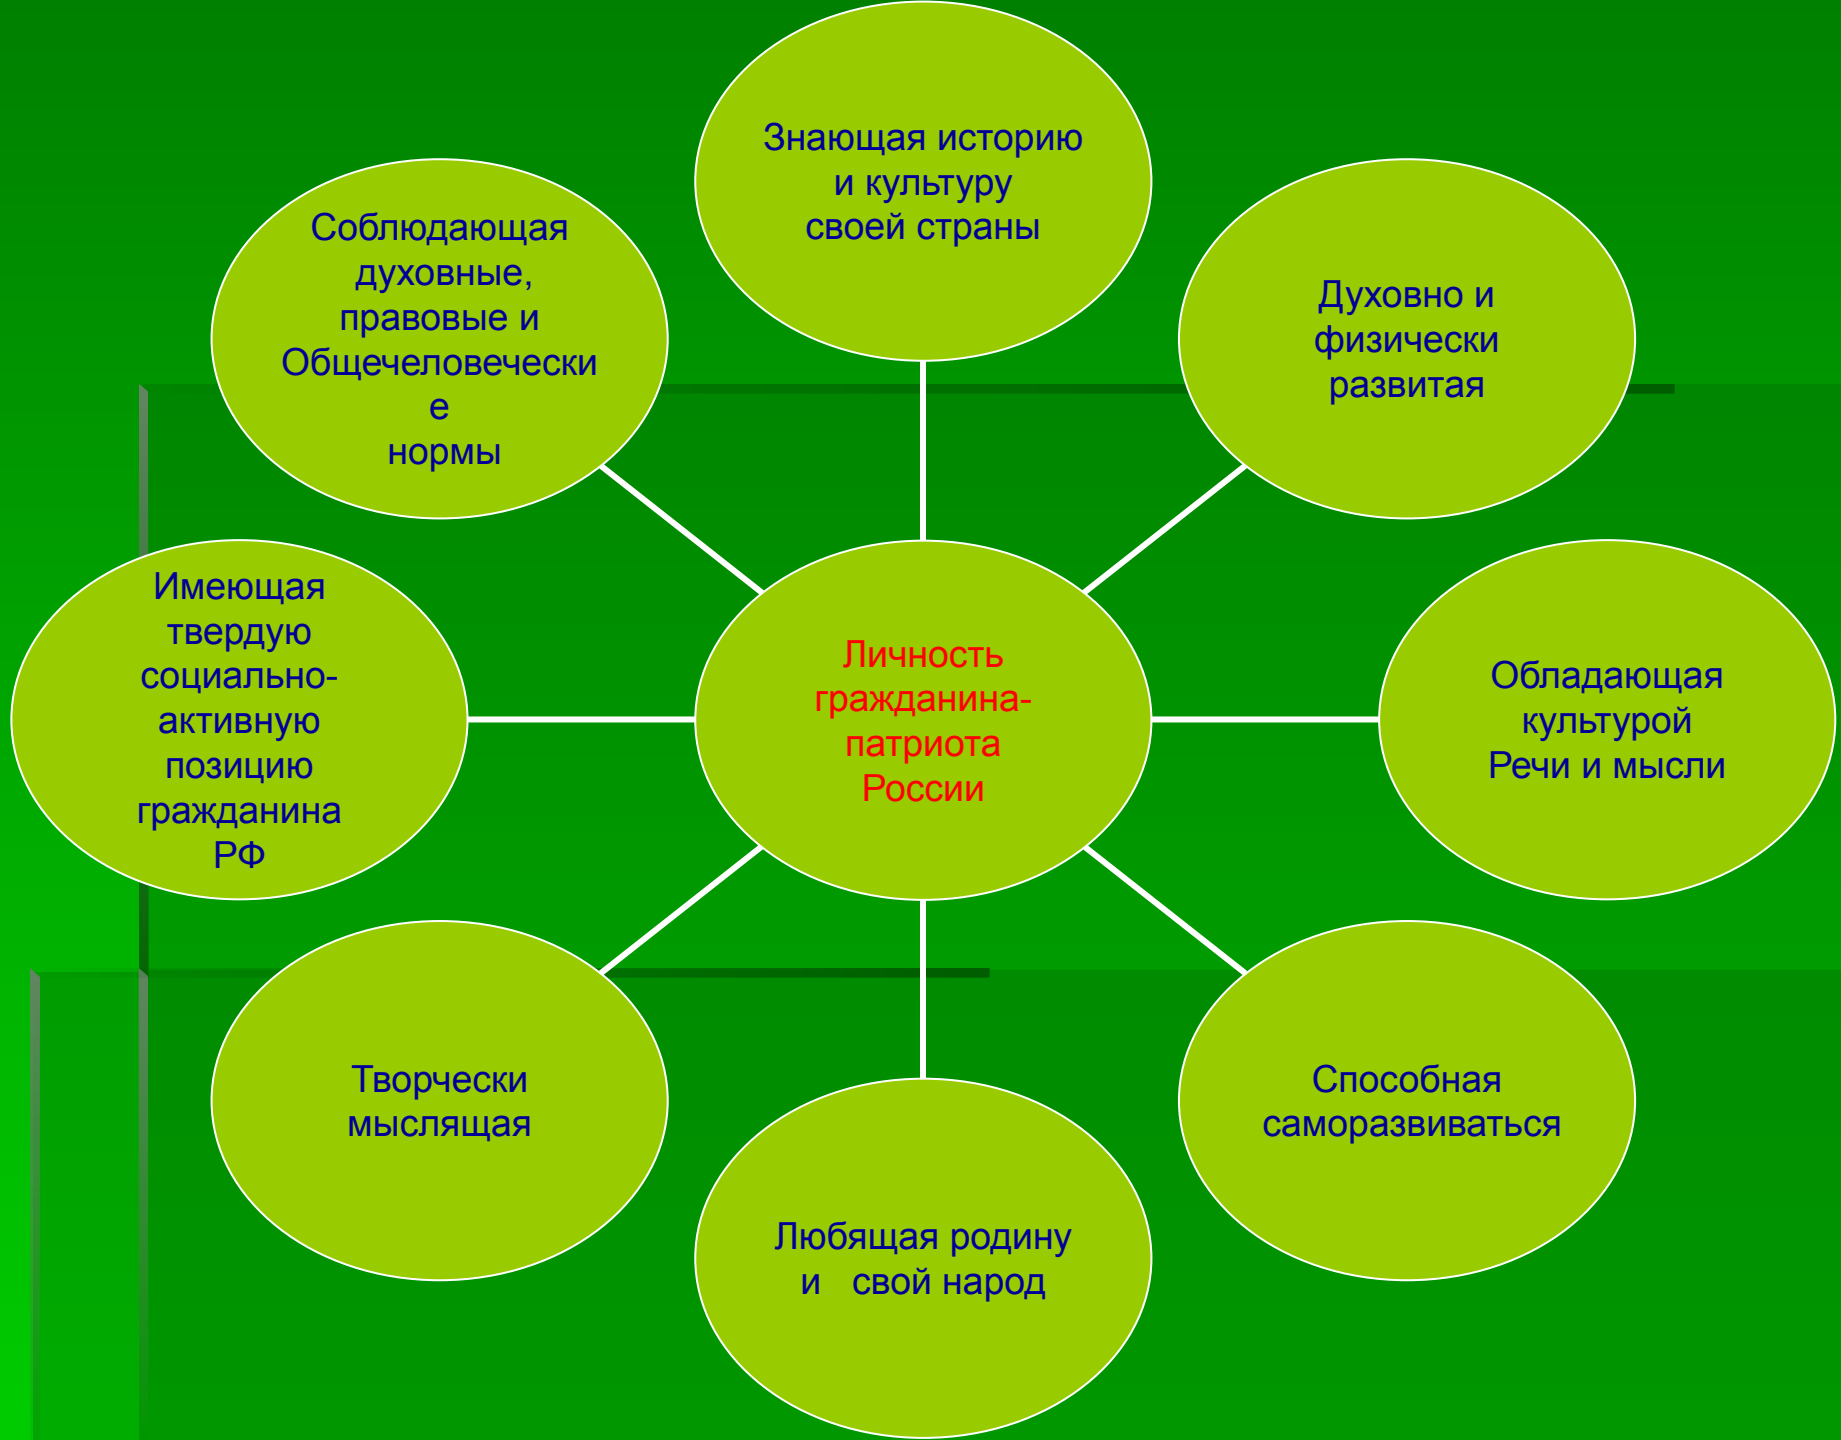 Знающая историю
и культуру
своей страны
Духовно и
физически
развитая
Обладающая
культурой
Речи и мысли
Способная
саморазвиваться
Любящая родину
и свой народ
Творчески
мыслящая
Имеющая
твердую
социально-
активную
позицию
гражданина
РФ
Соблюдающая
духовные,
правовые и
Общечеловечески
е
нормы
Личность
гражданина-
патриота
России